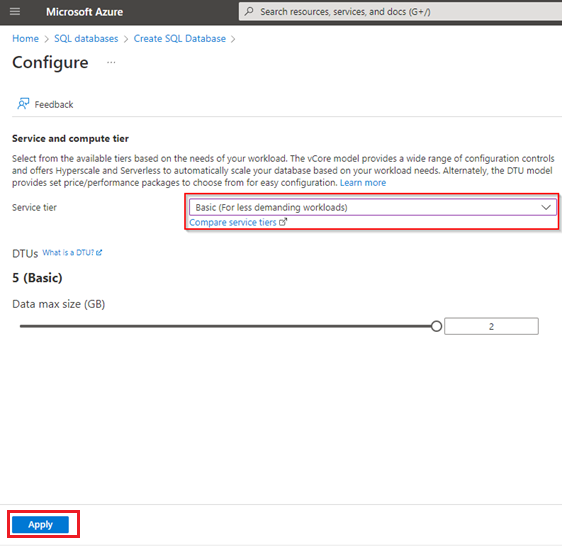 Microsoft Azure
Search resources, services, and docs (G+/)
Home > SQL databases > Create SQL Database >
Configure ...
Feedback
Service and compute tier
Select from the available tiers based on the needs of your workload. The vCore model provides a wide range of configuration controls
and offers Hyperscale and Serverless to automatically scale your database based on your workload needs. Alternately, the DTU model
provides set price/performance packages to choose from for easy configuration. Learn more
Service tier
Basic (For less demanding workloads)
Compare service tiers
DTUs What is a DTU?
5 (Basic)
Data max size (GB)
2
Apply